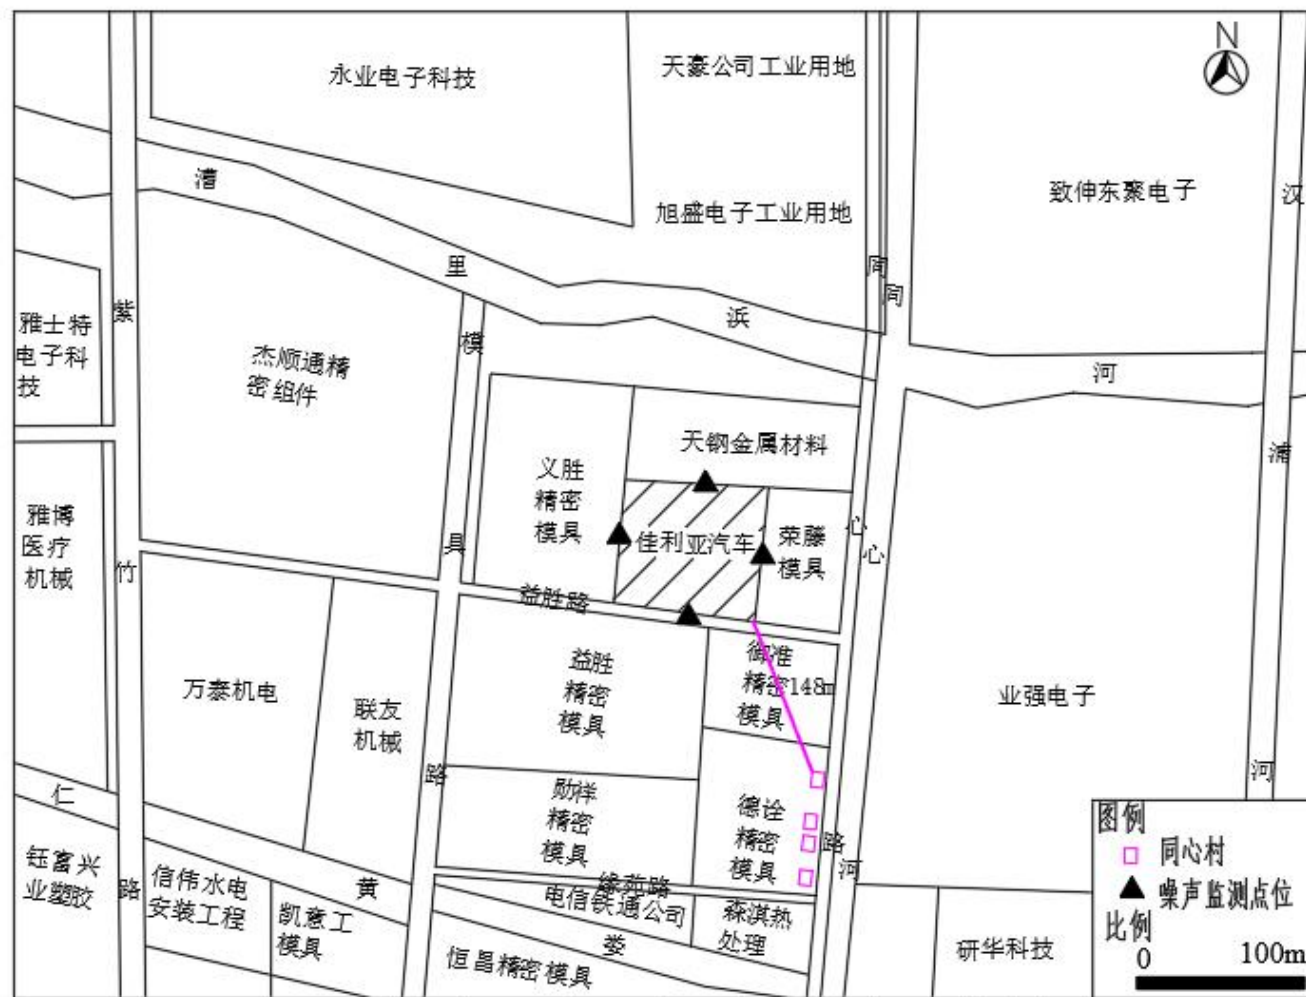 N
永业电子科技
天豪公司工业用地
漕
致伸东聚电子
汉
旭盛电子工业用地
里
同
同
紫
浜
雅士特
电子科
技
模
杰顺通精
密组件
河
天钢金属材料
浦
义胜
精密
模具
雅博
医疗
机械
佳利亚汽车
荣藤
模具
心
心
具
竹
益胜路
御淮
精密148m
模具
益胜
精密
模具
万泰机电
联友
机械
业强电子
路
河
仁
勋祥
精密
模具
德诠
精密
模具
路
河
图例
同心村
噪声监测点位
比例
0 100m
钰富兴
业塑胶
路
信伟水电
安装工程
黄
缘苑路
电信铁通公司
森淇热
处理
凯意工
模具
娄
恒昌精密模具
研华科技